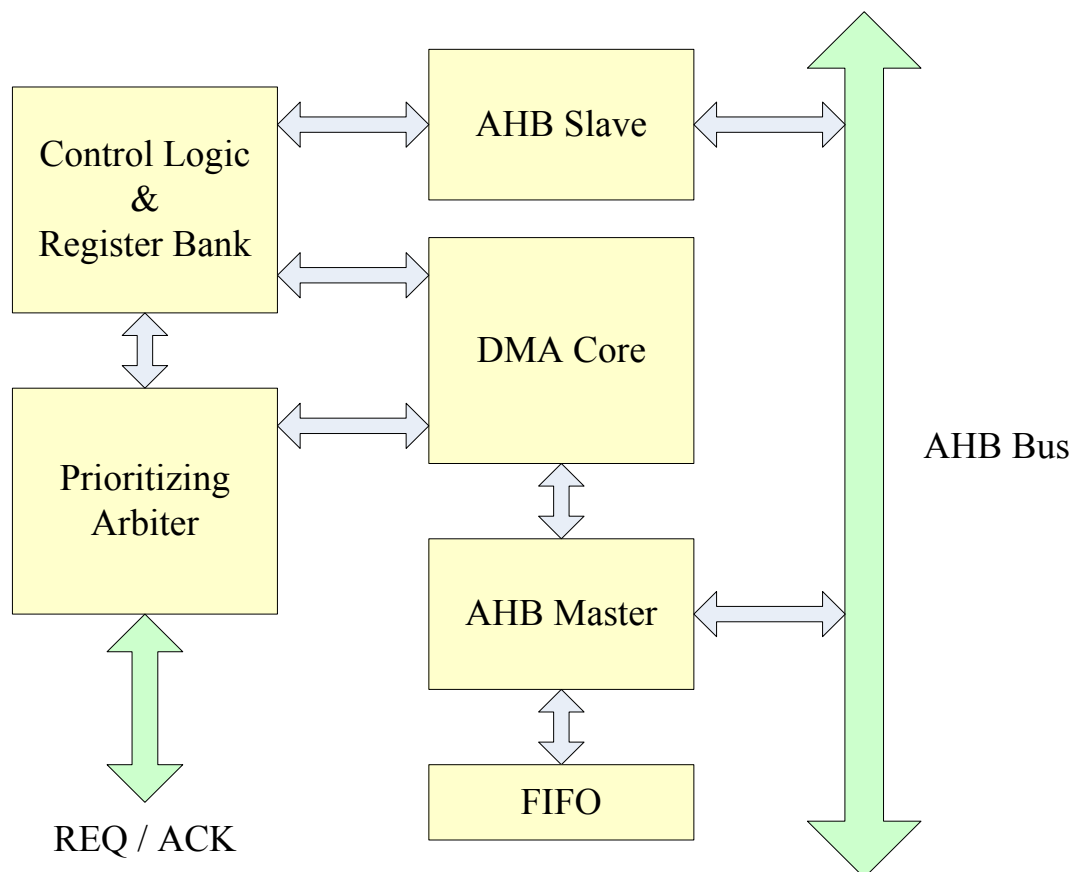 Control Logic
&
Register Bank
AHB Slave
DMA Core
AHB Bus
Prioritizing
Arbiter
AHB Master
FIFO
REQ / ACK